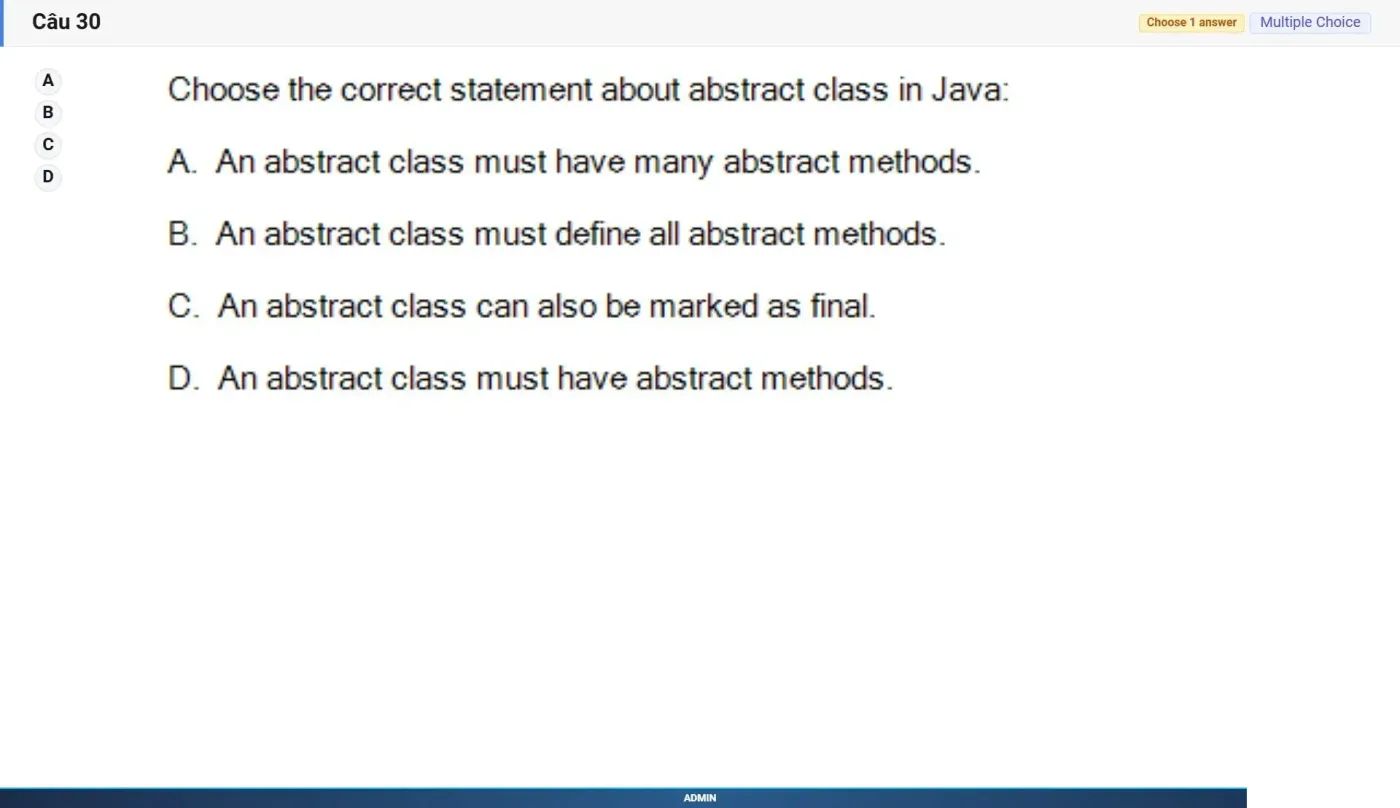 Câu 30
Choose 1 answer
Multiple Choice
A
B
C
D
Choose the correct statement about abstract class in Java:
A. An abstract class must have many abstract methods.
B. An abstract class must define all abstract methods.
C. An abstract class can also be marked as final.
D. An abstract class must have abstract methods.
ADMIN